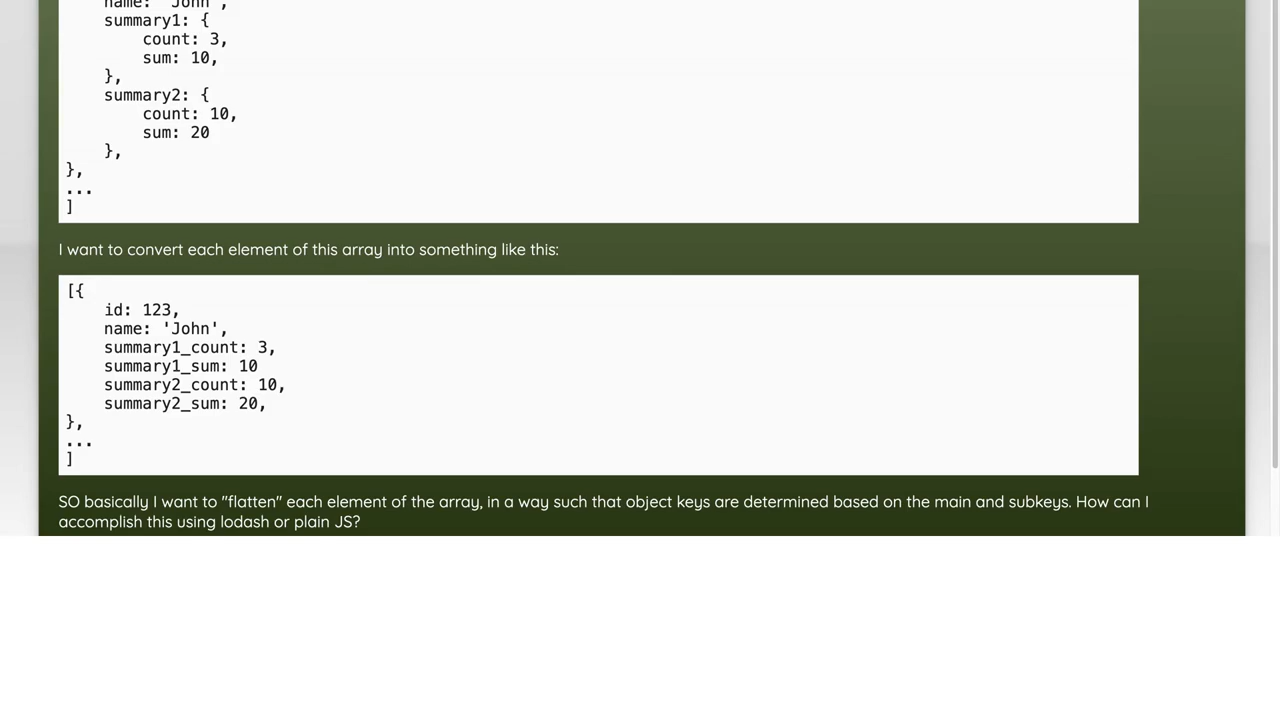 name: 'John',
summary1: {
count: 3,
sum: 10,
},
summary2: {
count: 10,
sum: 20
},
},
...
]
I want to convert each element of this array into something like this:
[{
id: 123,
name: 'John',
summary1_count: 3,
summary1_sum: 10
summary2_count: 10,
summary2_sum: 20,
},
...
]
SO basically I want to "flatten" each element of the array, in a way such that object keys are determined based on the main and subkeys. How can I
accomplish this using lodash or plain JS?